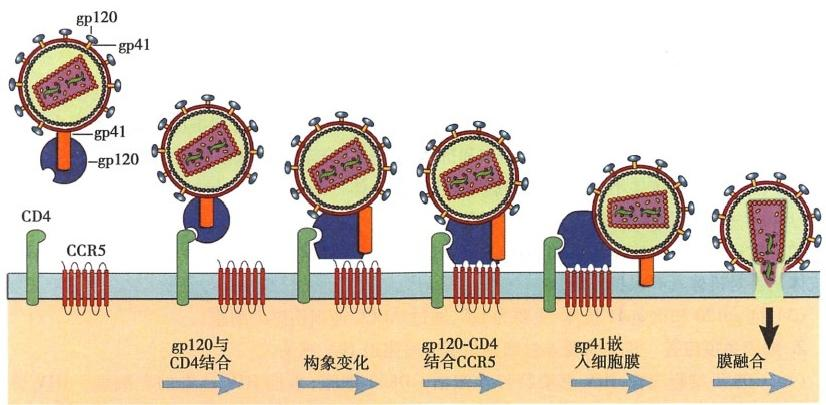 gp120
gp41
gp41
gp120
CD4
CCR5
gp120与
CD4结合
构象变化
gp120-CD4
结合CCR5
gp41嵌
入细胞膜
膜融合